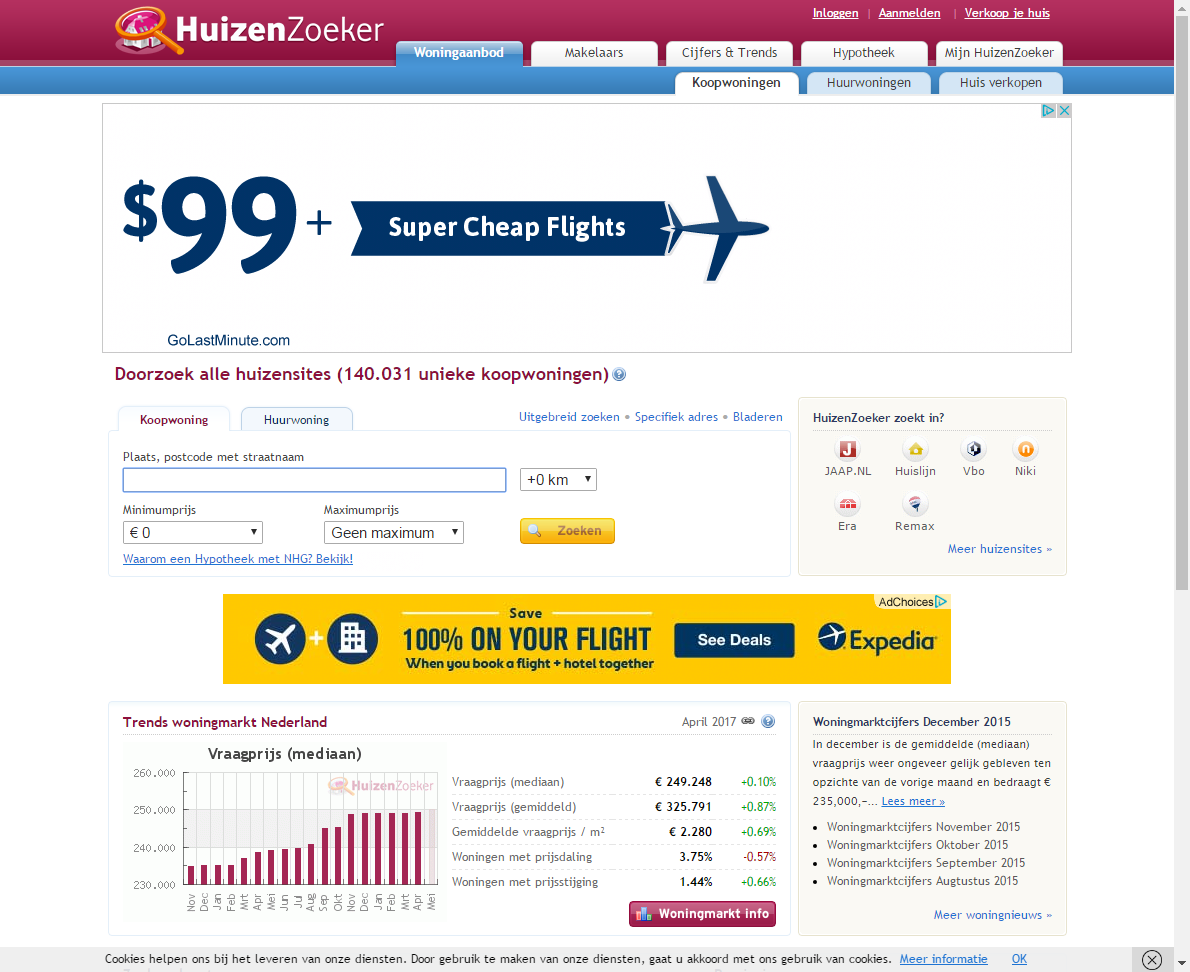 HuizenZoeker
Inloggen | Aanmelden | Verkoop je huis
Woningaanbod
Makelaars
Cijfers & Trends
Hypotheek
Mijn HuizenZoeker
Koopwoningen
Huurwoningen
Huis verkopen
$99+
Super Cheap Flights
GoLastMinute.com
Doorzoek alle huizensites (140.031 unieke koopwoningen)
Koopwoning
Huurwoning
Uitgebreid zoeken • Specifiek adres • Bladeren
Plaats, postcode met straatnaam
+0 km
Minimumprijs
Maximumprijs
€ 0
Geen maximum
Zoeken
Waarom een Hypotheek met NHG? Bekijk!
HuizenZoeker zoekt in?
JAAP.NL
Huislijn
Vbo
Niki
Era
Remax
Meer huizensites »
AdChoices
Save
100% ON YOUR FLIGHT
When you book a flight + hotel together
See Deals
Expedia
Trends woningmarkt Nederland
April 2017
Vraagprijs (mediaan)
HuizenZoeker
260.000
250.000
240.000
230.000
Nov Dec Jan Feb Mrt Apr Mei Jun Jul Aug Sep Okt Nov Dec Jan Feb Mrt Apr Mei
Vraagprijs (mediaan) € 249.248 +0.10%
Vraagprijs (gemiddeld) € 325.791 +0.87%
Gemiddelde vraagprijs / m² € 2.280 +0.69%
Woningen met prijsdaling 3.75% -0.57%
Woningen met prijsstijging 1.44% +0.66%
Woningmarkt info
Woningmarktcijfers December 2015
In december is de gemiddelde (mediaan)
vraagprijs weer ongeveer gelijk gebleven ten
opzichte van de vorige maand en bedraagt €
235,000,-... Lees meer »
• Woningmarktcijfers November 2015
• Woningmarktcijfers Oktober 2015
• Woningmarktcijfers September 2015
• Woningmarktcijfers Augtustus 2015
Meer woningnieuws »
Cookies helpen ons bij het leveren van onze diensten. Door gebruik te maken van onze diensten, gaat u akkoord met ons gebruik van cookies. Meer informatie OK